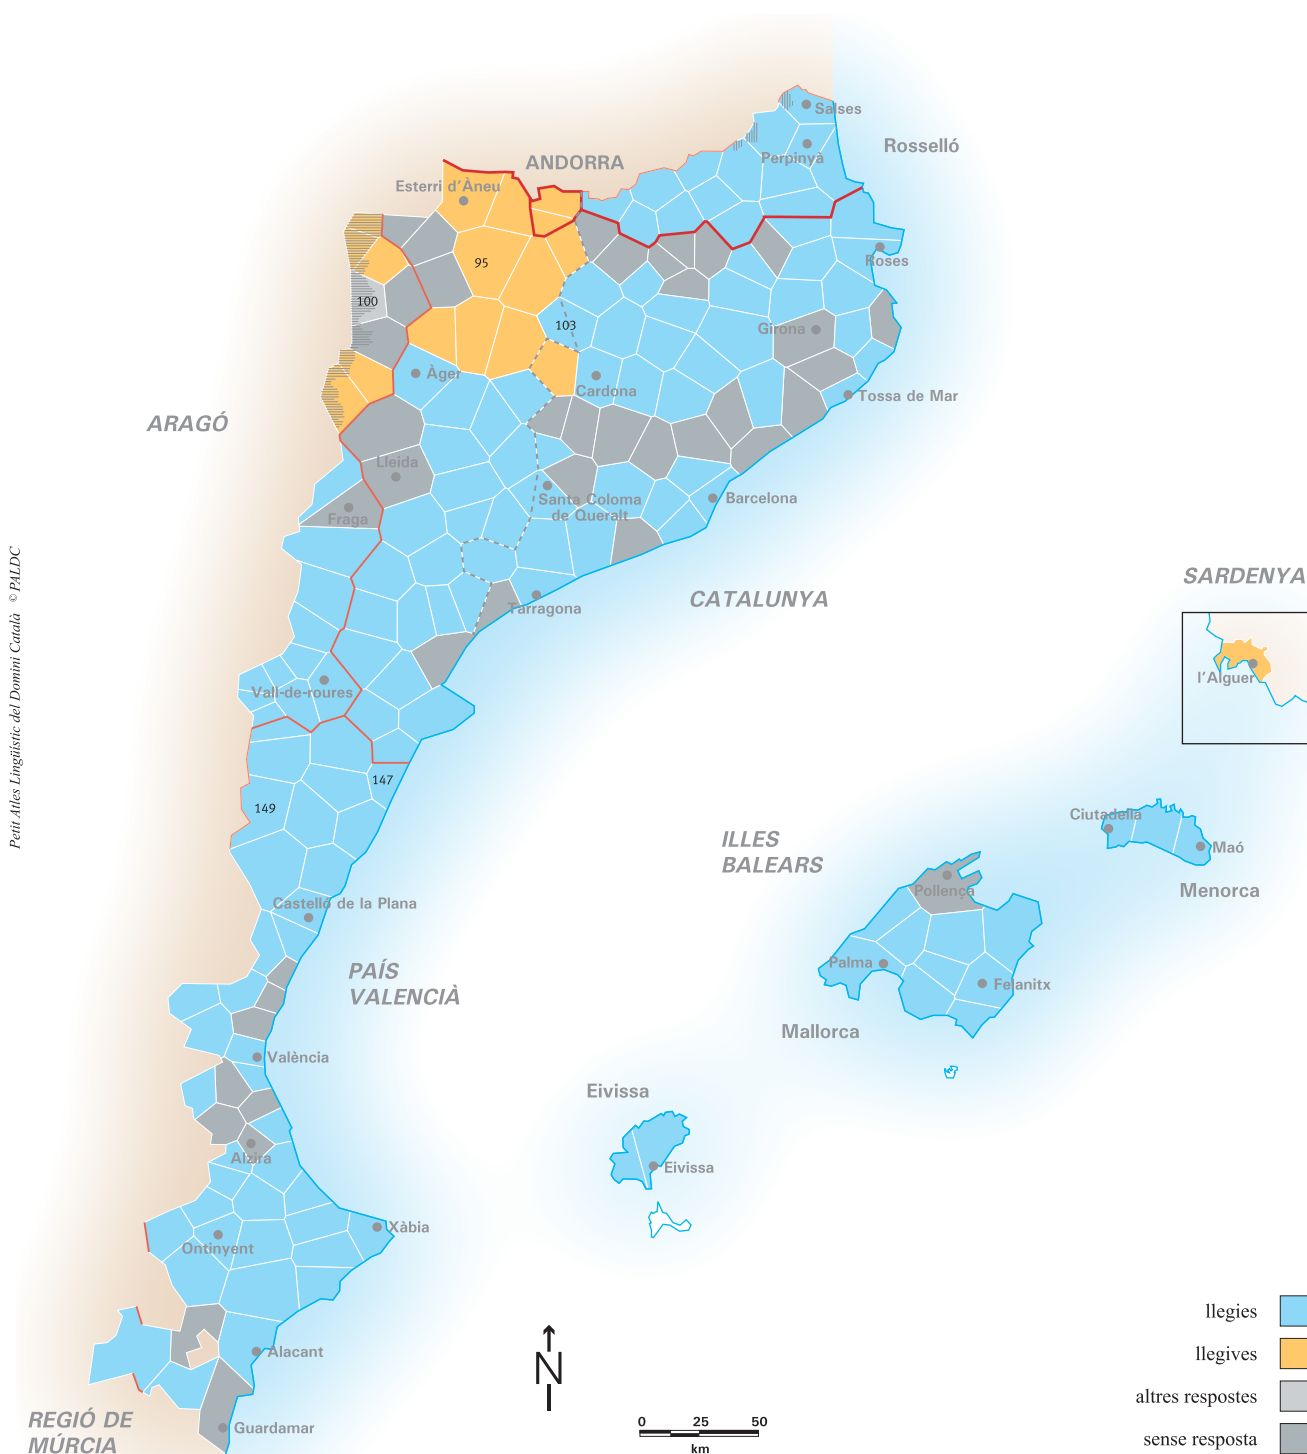 Salses
Rosselló
Perpinyà
ANDORRA
Esterri d'Àneu
Roses
95
100
103
Girona
Àger
Cardona
Tossa de Mar
ARAGÓ
Lleida
Santa Coloma
de Queralt
Barcelona
Fraga
Petit Atles Lingüístic del Domini Català © PALDC
SARDENYA
CATALUNYA
Tarragona
l'Alguer
Vall-de-roures
147
149
Ciutadella
ILLES
BALEARS
Maó
Menorca
Pollença
Castelló de la Plana
PAÍS
VALENCIÀ
Palma
Felanitx
Mallorca
València
Eivissa
Alzira
Eivissa
Xàbia
Ontinyent
llegies
llegives
altres respostes
sense resposta
Alacant
N
REGIÓ DE
MÚRCIA
Guardamar
0 25 50
km